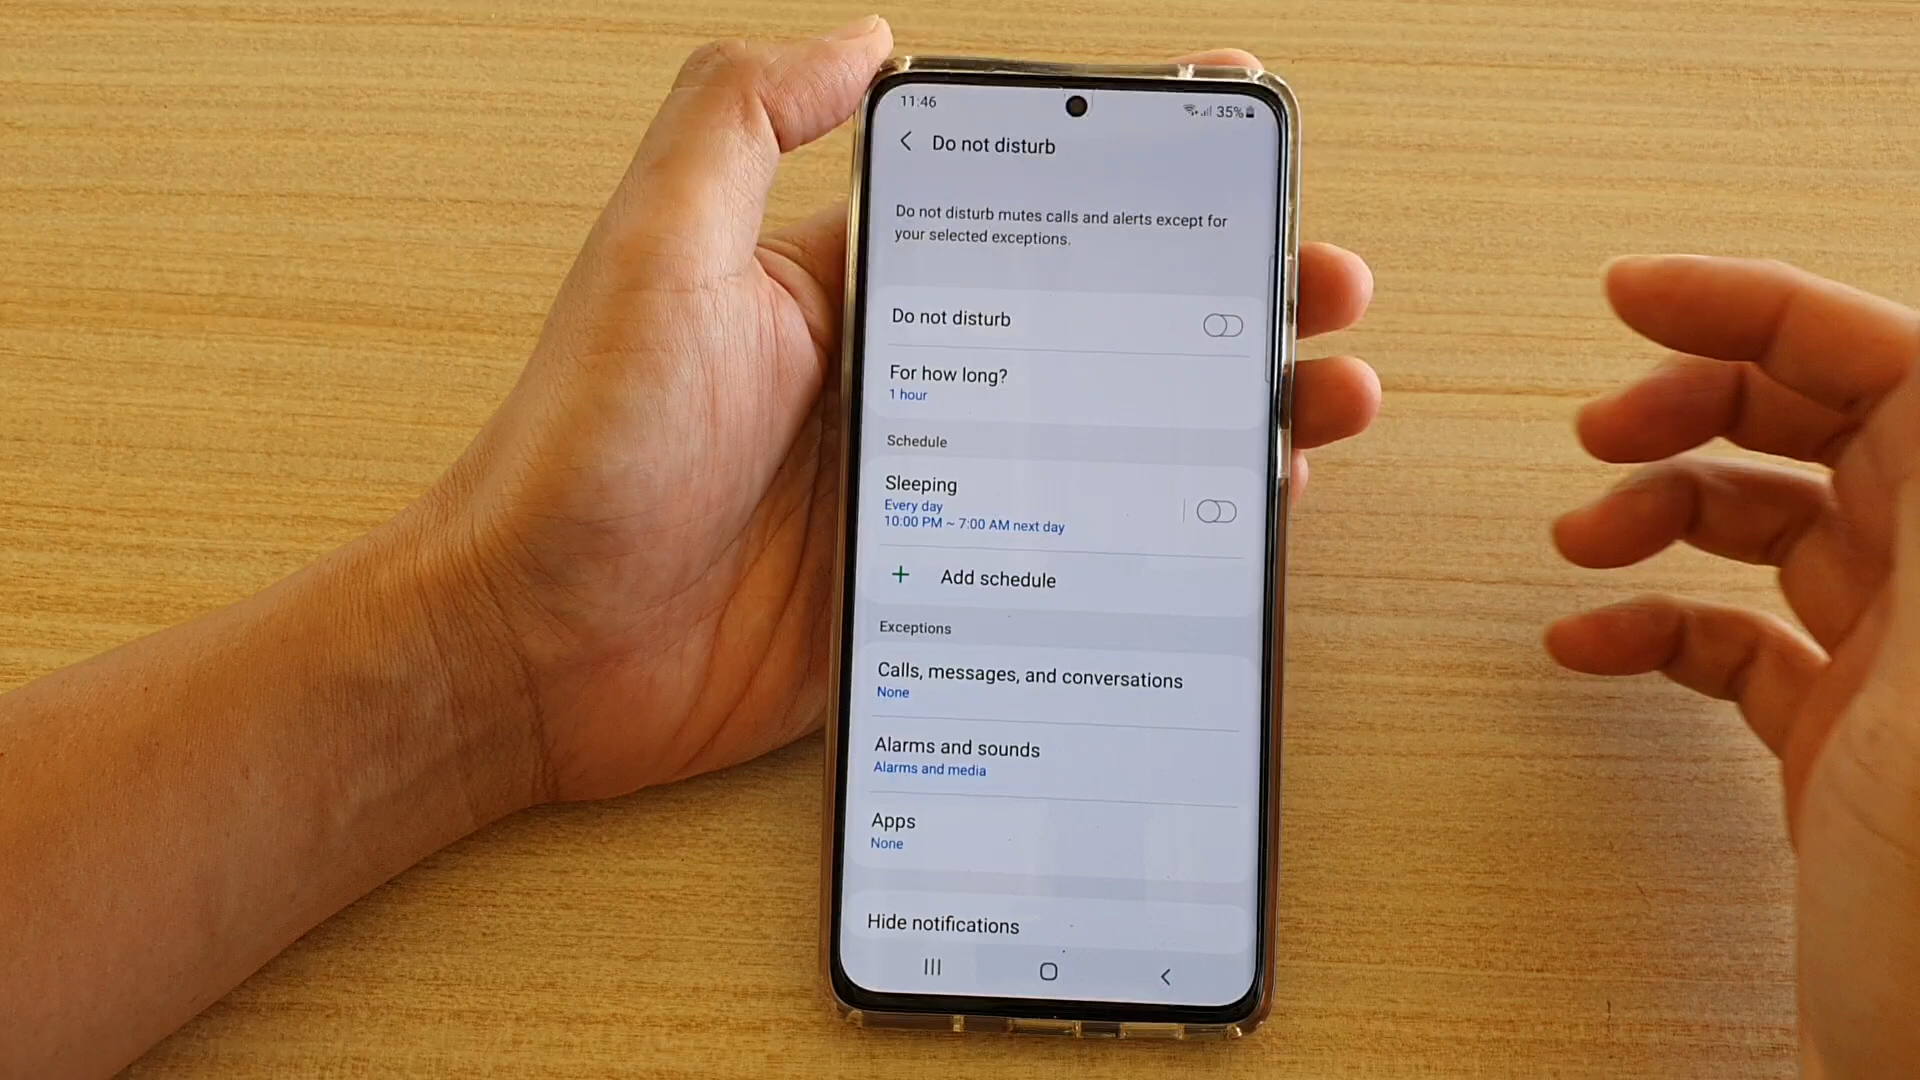 11:46
35%
Do not disturb
Do not disturb mutes calls and alerts except for
your selected exceptions.
Do not disturb
For how long?
1 hour
Schedule
Sleeping
Every day
10:00 PM ~ 7:00 AM next day
+ Add schedule
Exceptions
Calls, messages, and conversations
None
Alarms and sounds
Alarms and media
Apps
None
Hide notifications